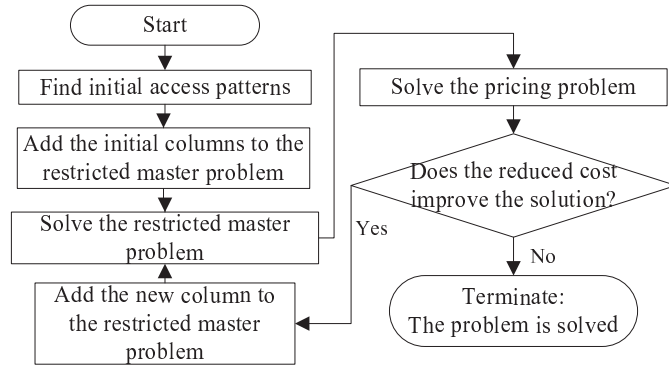 Start
Find initial access patterns
Add the initial columns to the
restricted master problem
Solve the restricted master
problem
Add the new column to
the restricted master
problem
Solve the pricing problem
Does the reduced cost
improve the solution?
Yes
No
Terminate:
The problem is solved